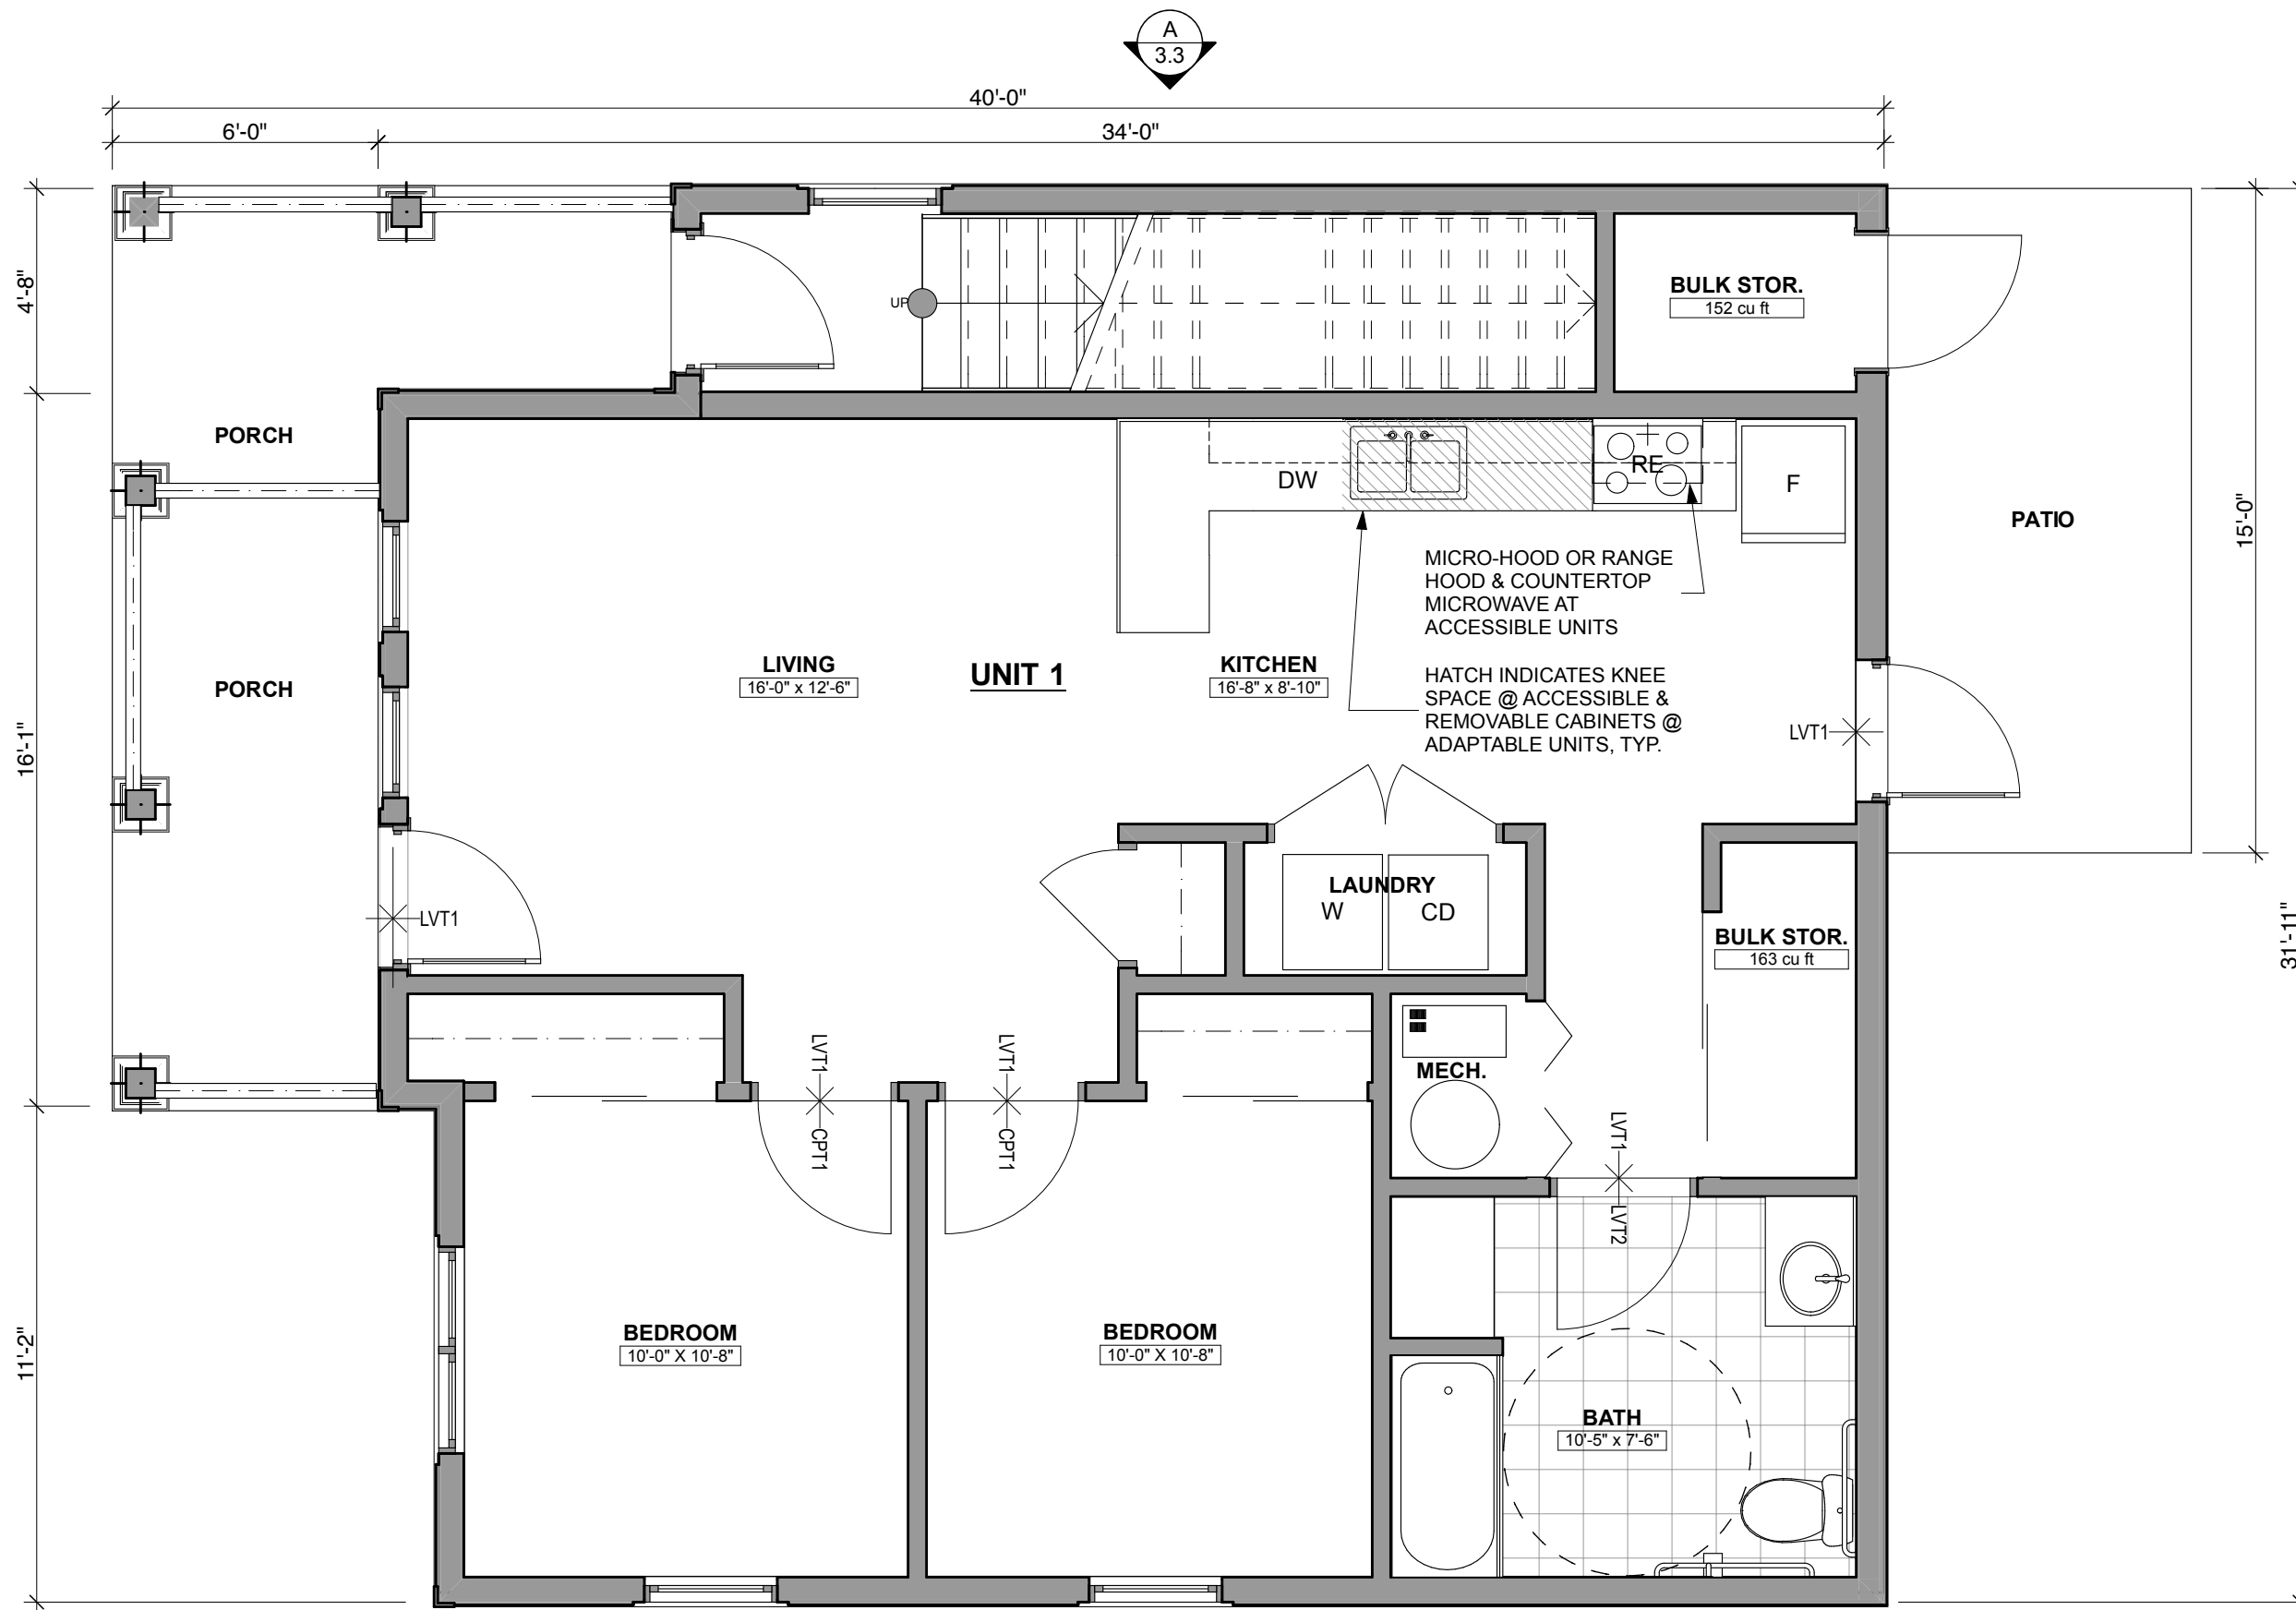 A
3.3
40'-0"
6'-0"
34'-0"
4'-8"
UP
BULK STOR.
152 cu ft
PORCH
DW
RE
F
PATIO
15'-0"
MICRO-HOOD OR RANGE
HOOD & COUNTERTOP
MICROWAVE AT
ACCESSIBLE UNITS
PORCH
LIVING
16'-0" x 12'-6"
UNIT 1
KITCHEN
16'-8" x 8'-10"
HATCH INDICATES KNEE
SPACE @ ACCESSIBLE &
REMOVABLE CABINETS @
ADAPTABLE UNITS, TYP.
LVT1
16'-1"
LAUNDRY
W
CD
LVT1
BULK STOR.
163 cu ft
31'-11"
LVT1
CPT1
LVT1
CPT1
MECH.
LVT1
LVT2
BEDROOM
10'-0" X 10'-8"
BEDROOM
10'-0" X 10'-8"
11'-2"
BATH
10'-5" x 7'-6"